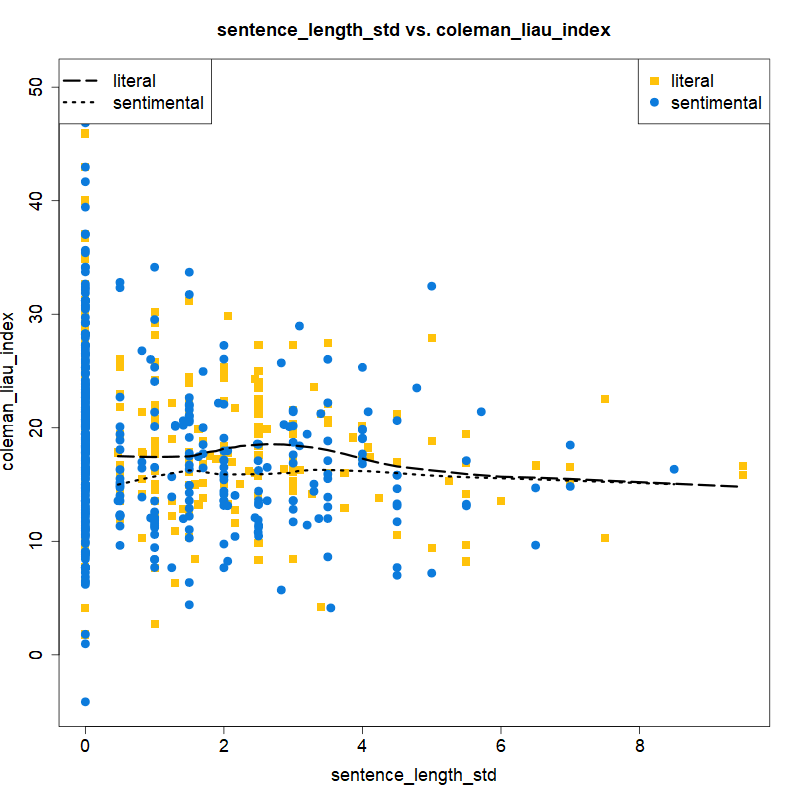 sentence_length_std vs. coleman_liau_index
literal
sentimental
literal
sentimental
50
40
30
20
10
0
coleman_liau_index
0 2 4 6 8
sentence_length_std